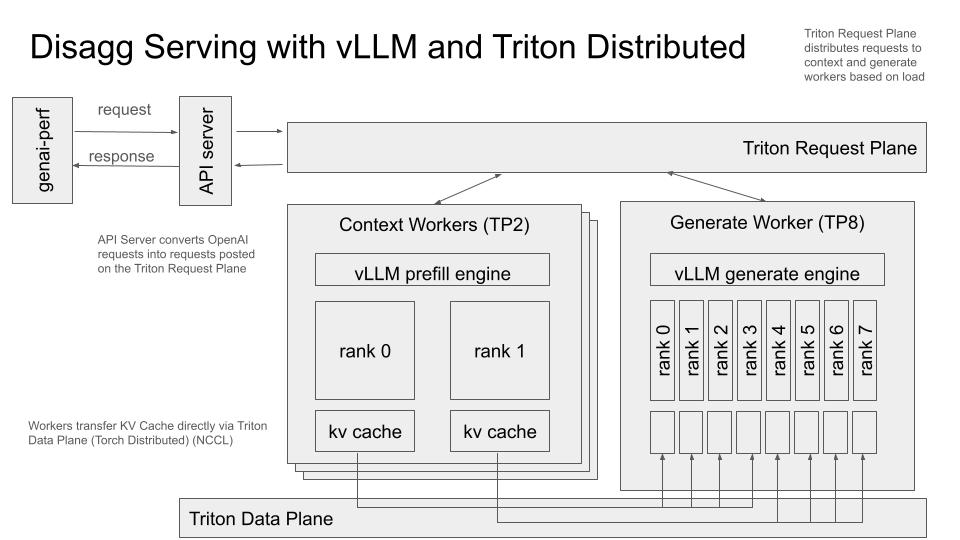 Disagg Serving with vLLM and Triton Distributed
Triton Request Plane
distributes requests to
context and generate
workers based on load
genai-perf
request
response
API server
Triton Request Plane
API Server converts OpenAI
requests into requests posted
on the Triton Request Plane
Context Workers (TP2)
vLLM prefill engine
rank 0
rank 1
kv cache
kv cache
Generate Worker (TP8)
vLLM generate engine
rank 0
rank 1
rank 2
rank 3
rank 4
rank 5
rank 6
rank 7
Workers transfer KV Cache directly via Triton
Data Plane (Torch Distributed) (NCCL)
Triton Data Plane